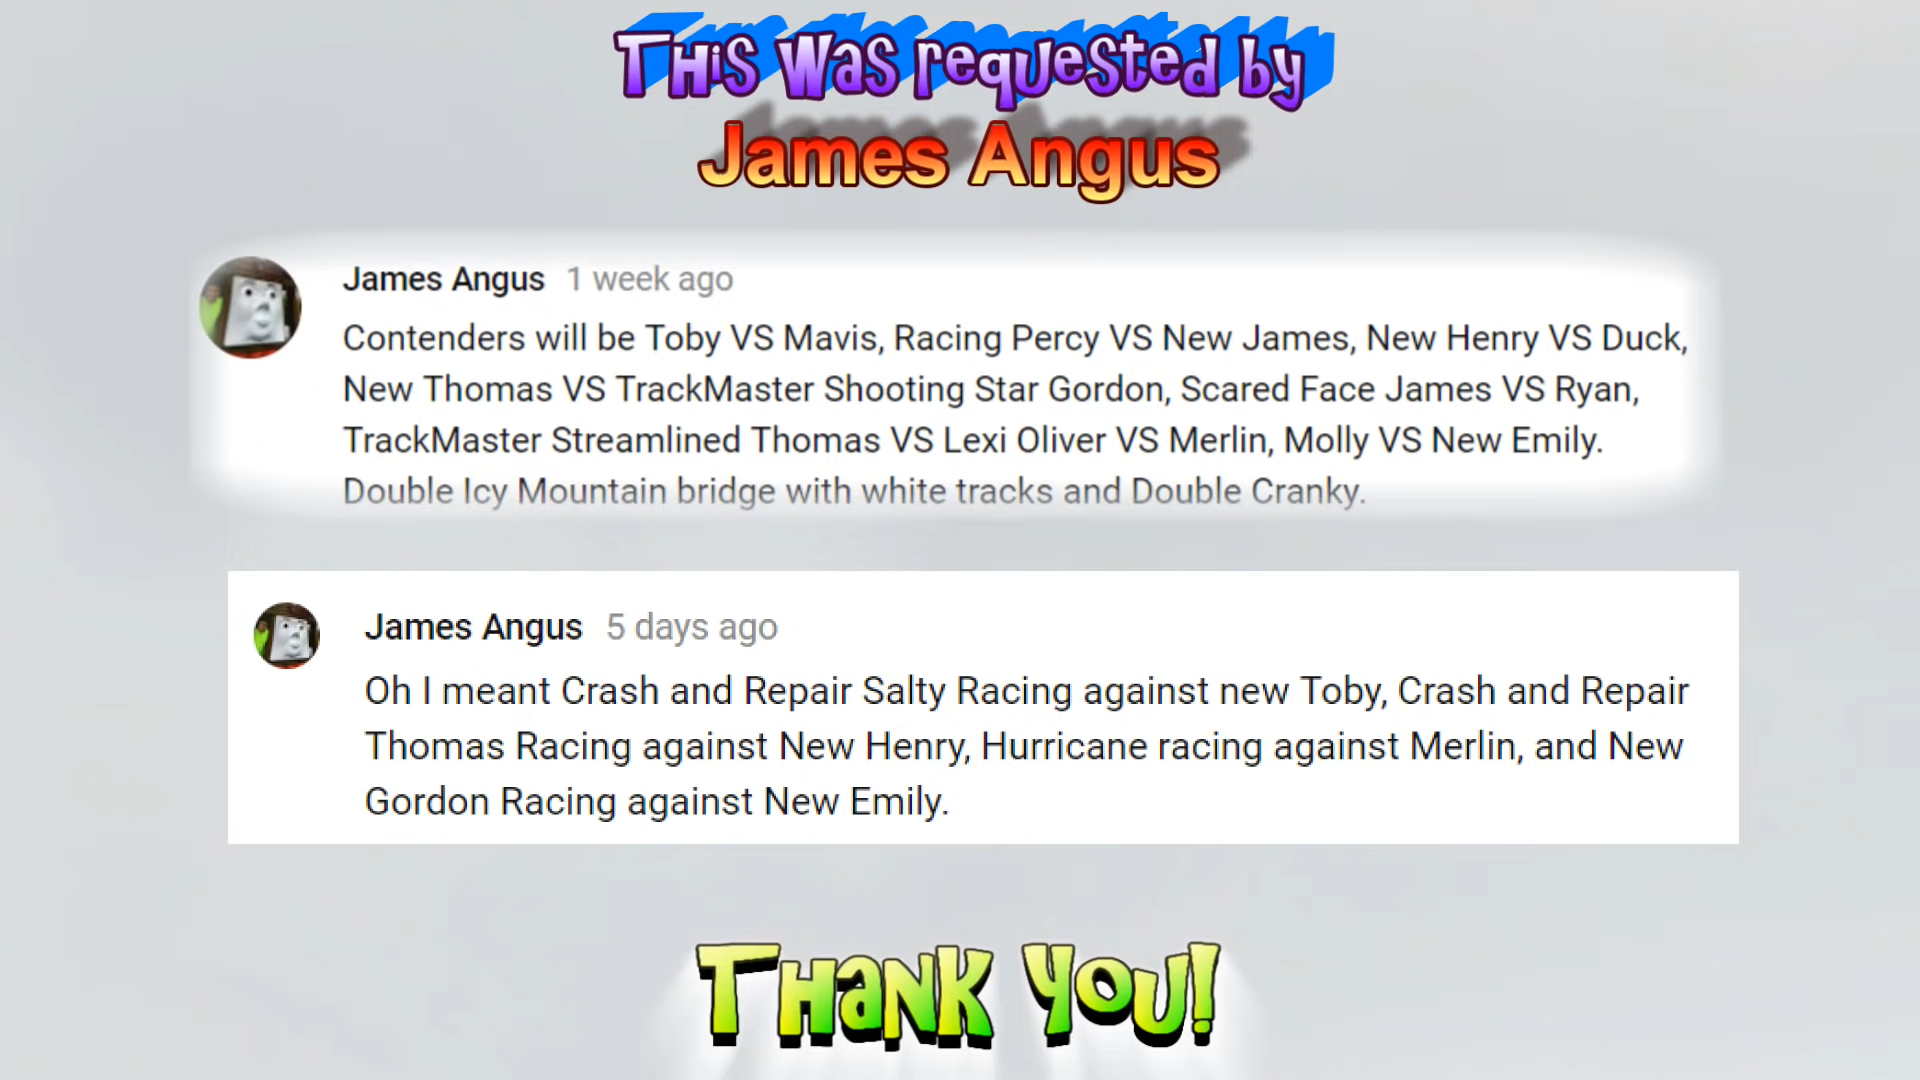 This was requested by
James Angus
James Angus 1 week ago
Contenders will be Toby VS Mavis, Racing Percy VS New James, New Henry VS Duck,
New Thomas VS TrackMaster Shooting Star Gordon, Scared Face James VS Ryan,
TrackMaster Streamlined Thomas VS Lexi Oliver VS Merlin, Molly VS New Emily.
Double Icy Mountain bridge with white tracks and Double Cranky.
James Angus 5 days ago
Oh I meant Crash and Repair Salty Racing against new Toby, Crash and Repair
Thomas Racing against New Henry, Hurricane racing against Merlin, and New
Gordon Racing against New Emily.
Thank you!